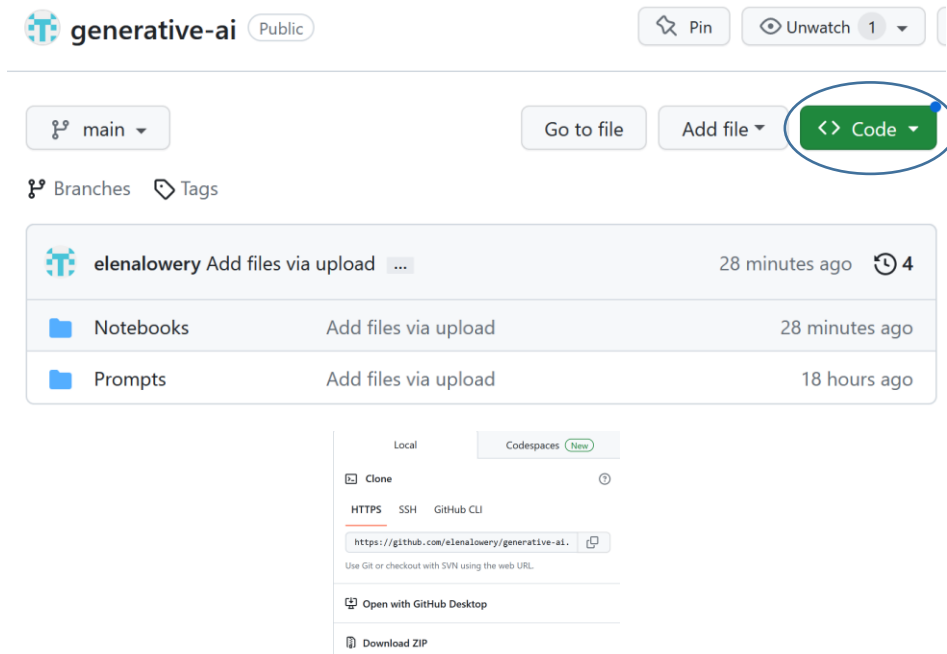 generative-ai Public Pin Unwatch 1
main Go to file Add file <> Code
Branches Tags
elenalowery Add files via upload ... 28 minutes ago 4
Notebooks Add files via upload 28 minutes ago
Prompts Add files via upload 18 hours ago
Local Codespaces New
Clone
HTTPS SSH GitHub CLI
https://github.com/elenalowery/generative-ai.
Use Git or checkout with SVN using the web URL.
Open with GitHub Desktop
Download ZIP